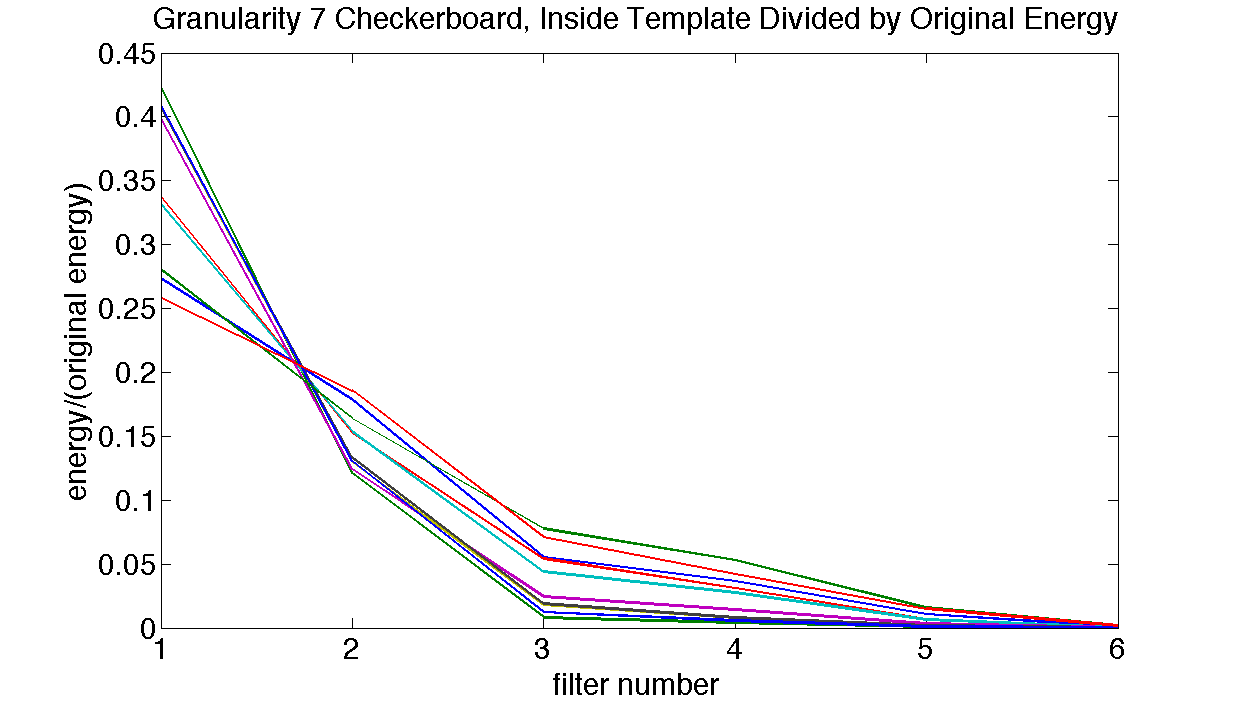 Granularity 7 Checkerboard, Inside Template Divided by Original Energy
energy/(original energy)
0.45
0.4
0.35
0.3
0.25
0.2
0.15
0.1
0.05
0
1 2 3 4 5 6
filter number